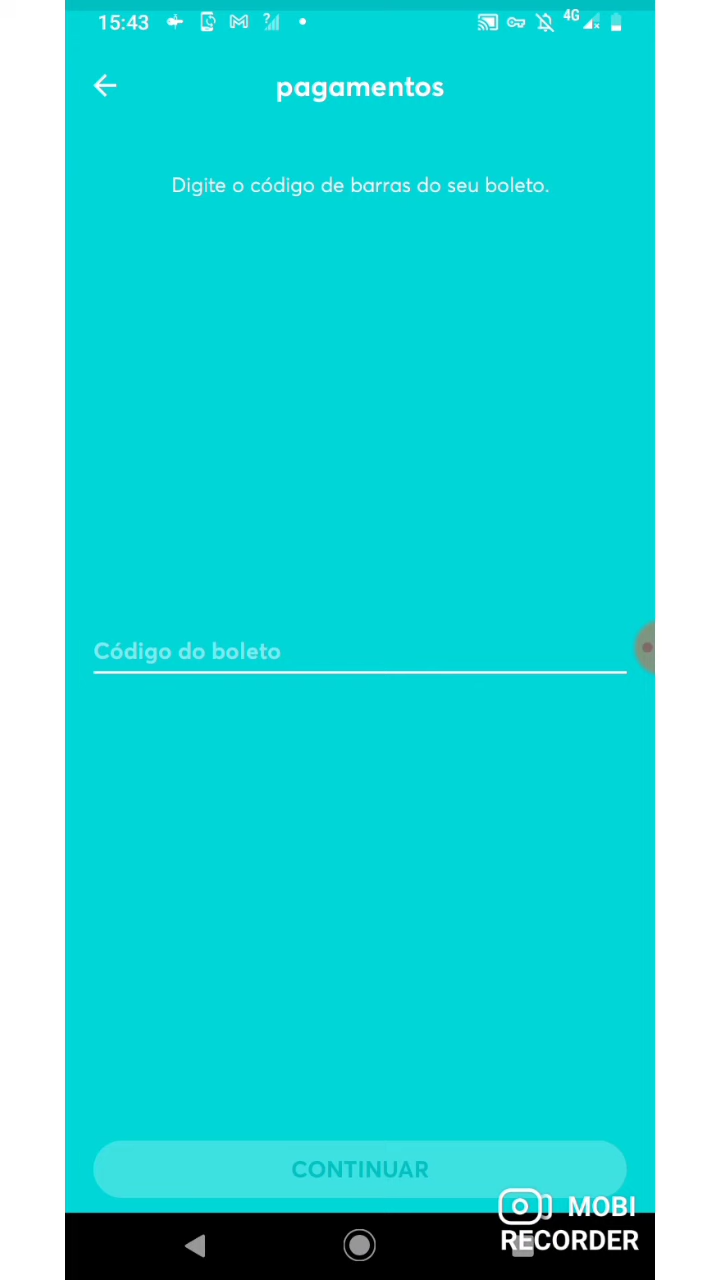 15:43
4G
pagamentos
Digite o código de barras do seu boleto.
Código do boleto
CONTINUAR
MOBI
RECORDER